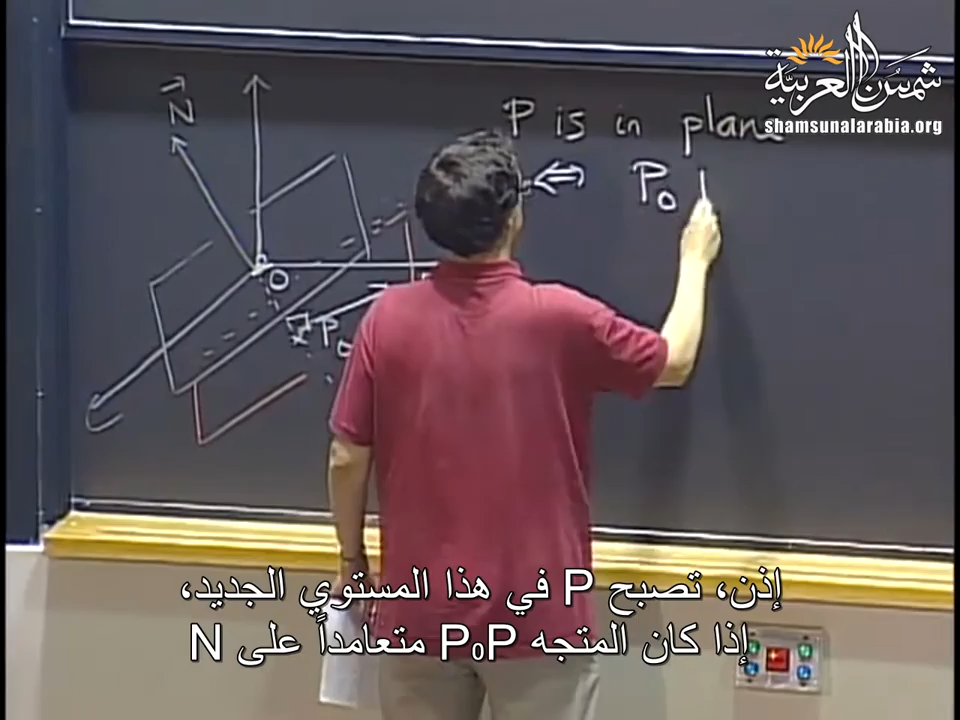 شمس العربية
shamsunalarabia.org
P is in plane
⇔ P₀
N
O
P₀
إذن، تصبح P في هذا المستوي الجديد،
إذا كان المتجه P₀P متعامداً على N